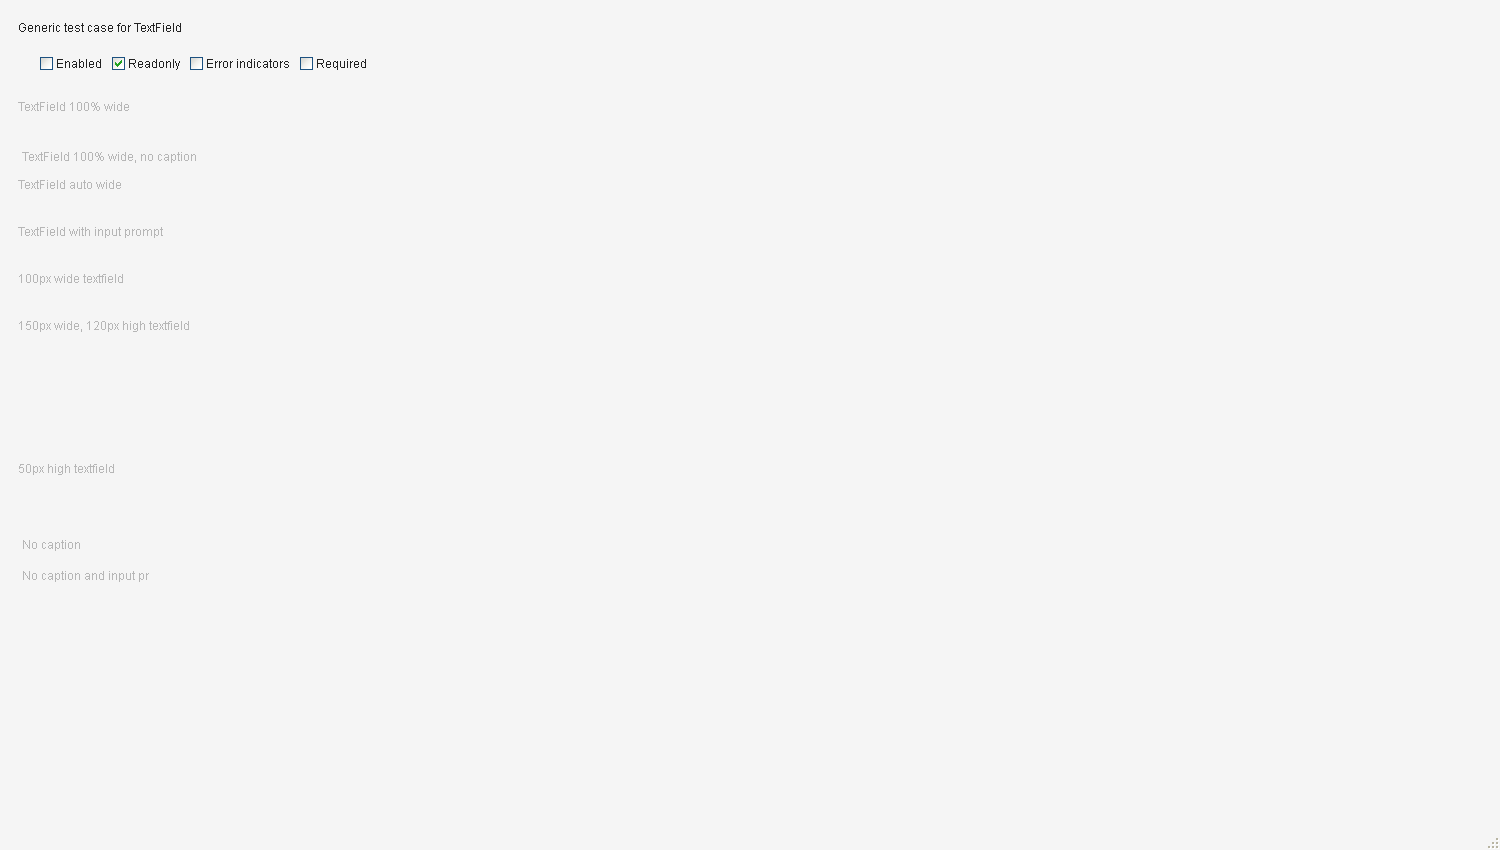 Generic test case for TextField
Enabled Readonly Error indicators Required
TextField 100% wide
TextField 100% wide, no caption
TextField auto wide
TextField with input prompt
100px wide textfield
150px wide, 120px high textfield
50px high textfield
No caption
No caption and input pr